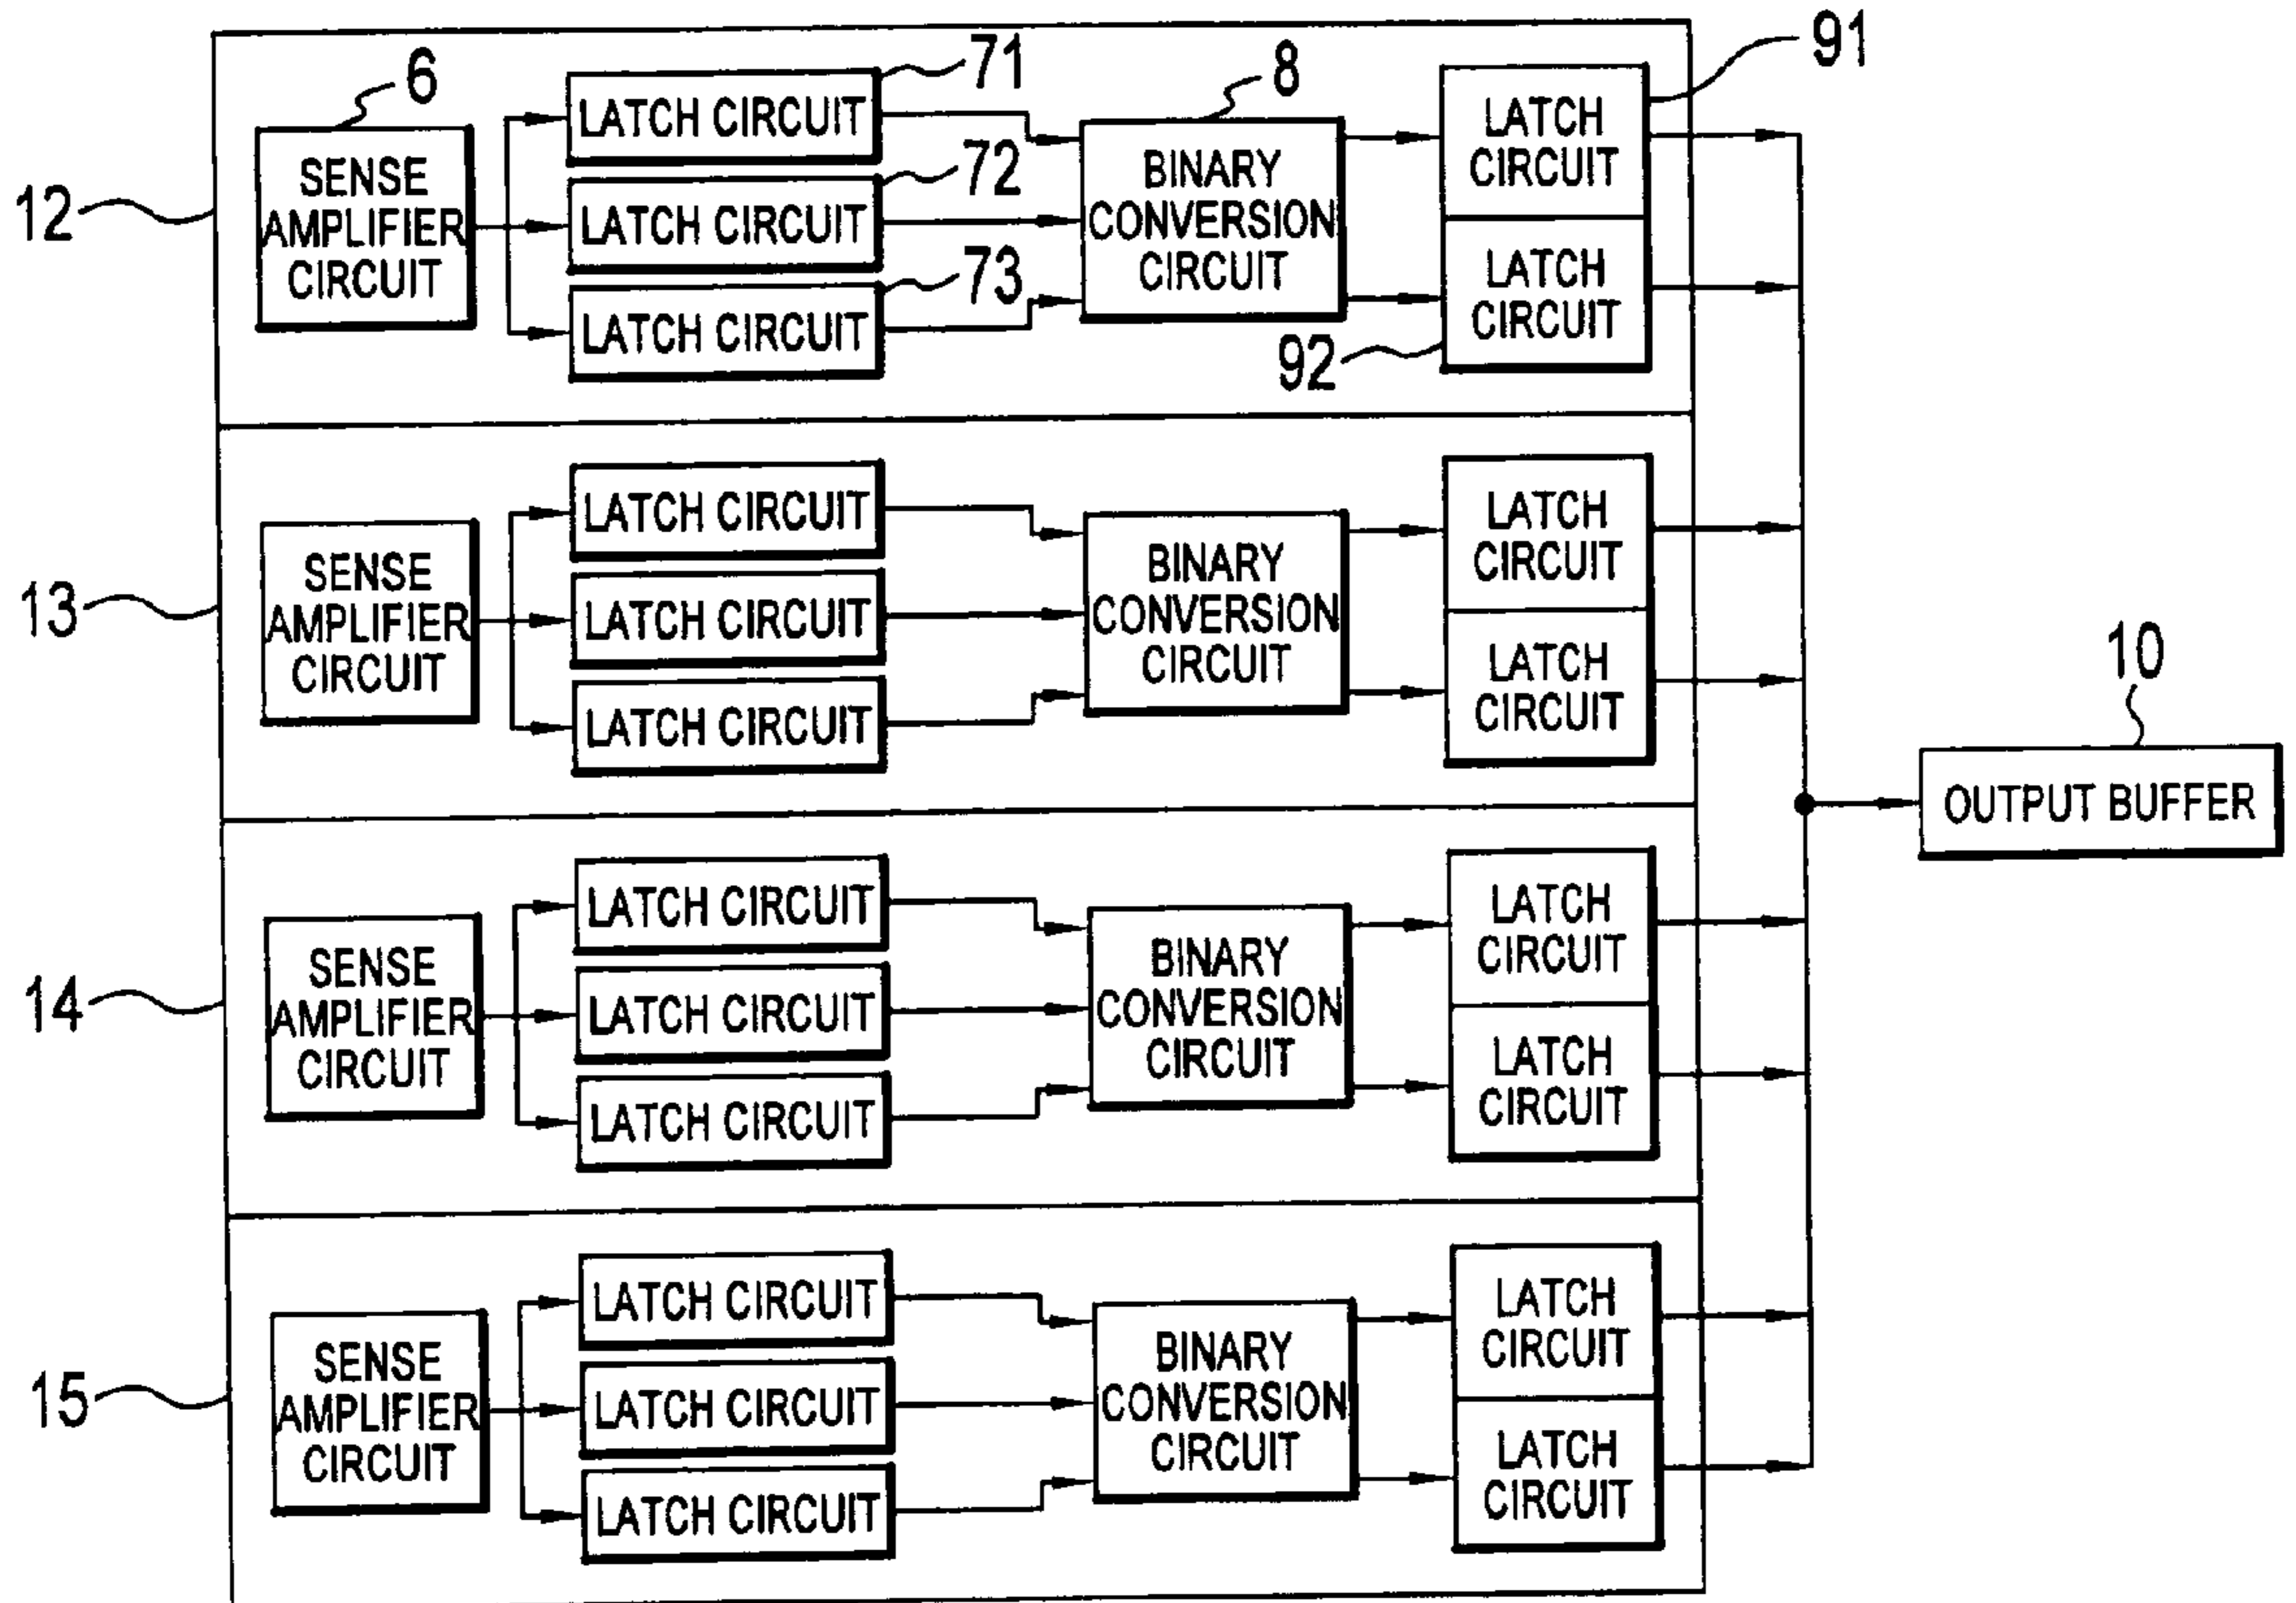 6
71
72
73
8
91
92
12
SENSE
AMPLIFIER
CIRCUIT
LATCH CIRCUIT
LATCH CIRCUIT
LATCH CIRCUIT
BINARY
CONVERSION
CIRCUIT
LATCH
CIRCUIT
LATCH
CIRCUIT
13
SENSE
AMPLIFIER
CIRCUIT
LATCH CIRCUIT
LATCH CIRCUIT
LATCH CIRCUIT
BINARY
CONVERSION
CIRCUIT
LATCH
CIRCUIT
LATCH
CIRCUIT
10
OUTPUT BUFFER
14
SENSE
AMPLIFIER
CIRCUIT
LATCH CIRCUIT
LATCH CIRCUIT
LATCH CIRCUIT
BINARY
CONVERSION
CIRCUIT
LATCH
CIRCUIT
LATCH
CIRCUIT
15
SENSE
AMPLIFIER
CIRCUIT
LATCH CIRCUIT
LATCH CIRCUIT
LATCH CIRCUIT
BINARY
CONVERSION
CIRCUIT
LATCH
CIRCUIT
LATCH
CIRCUIT